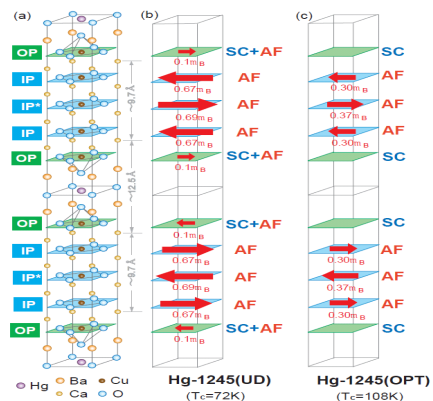 (a)
(b)
(c)
OP
IP
IP*
IP
OP
OP
IP
IP*
IP
OP
~9.7Å
~12.5Å
~9.7Å
Hg
Ba
Cu
Ca
O
0.1mB
SC+AF
0.67mB
AF
0.69mB
AF
0.67mB
AF
0.1mB
SC+AF
0.1mB
SC+AF
0.67mB
AF
0.69mB
AF
0.67mB
AF
0.1mB
SC+AF
Hg-1245(UD)
(Tc=72K)
SC
0.30mB
AF
0.37mB
AF
0.30mB
AF
SC
SC
0.30mB
AF
0.37mB
AF
0.30mB
AF
SC
Hg-1245(OPT)
(Tc=108K)